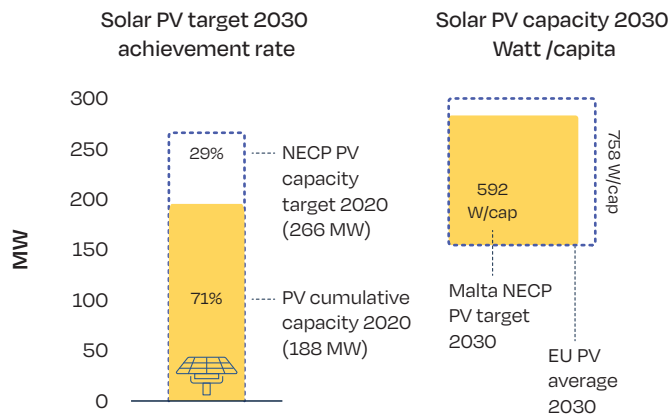 Solar PV target 2030
achievement rate
MW
300
250
200
150
100
50
0
29%
71%
NECP PV
capacity
target 2020
(266 MW)
PV cumulative
capacity 2020
(188 MW)
Solar PV capacity 2030
Watt /capita
592
W/cap
758 W/cap
Malta NECP
PV target
2030
EU PV
average
2030